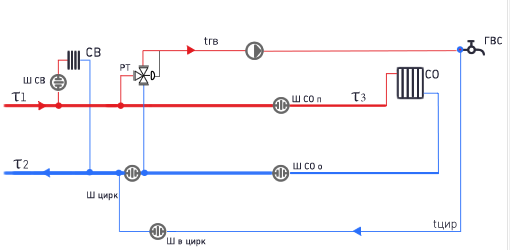 tгв
ГВС
СВ
РТ
СО
Ш СВ
τ1
Ш СО п
τ3
τ2
Ш СО о
Ш цирк
tцир
Ш в цирк